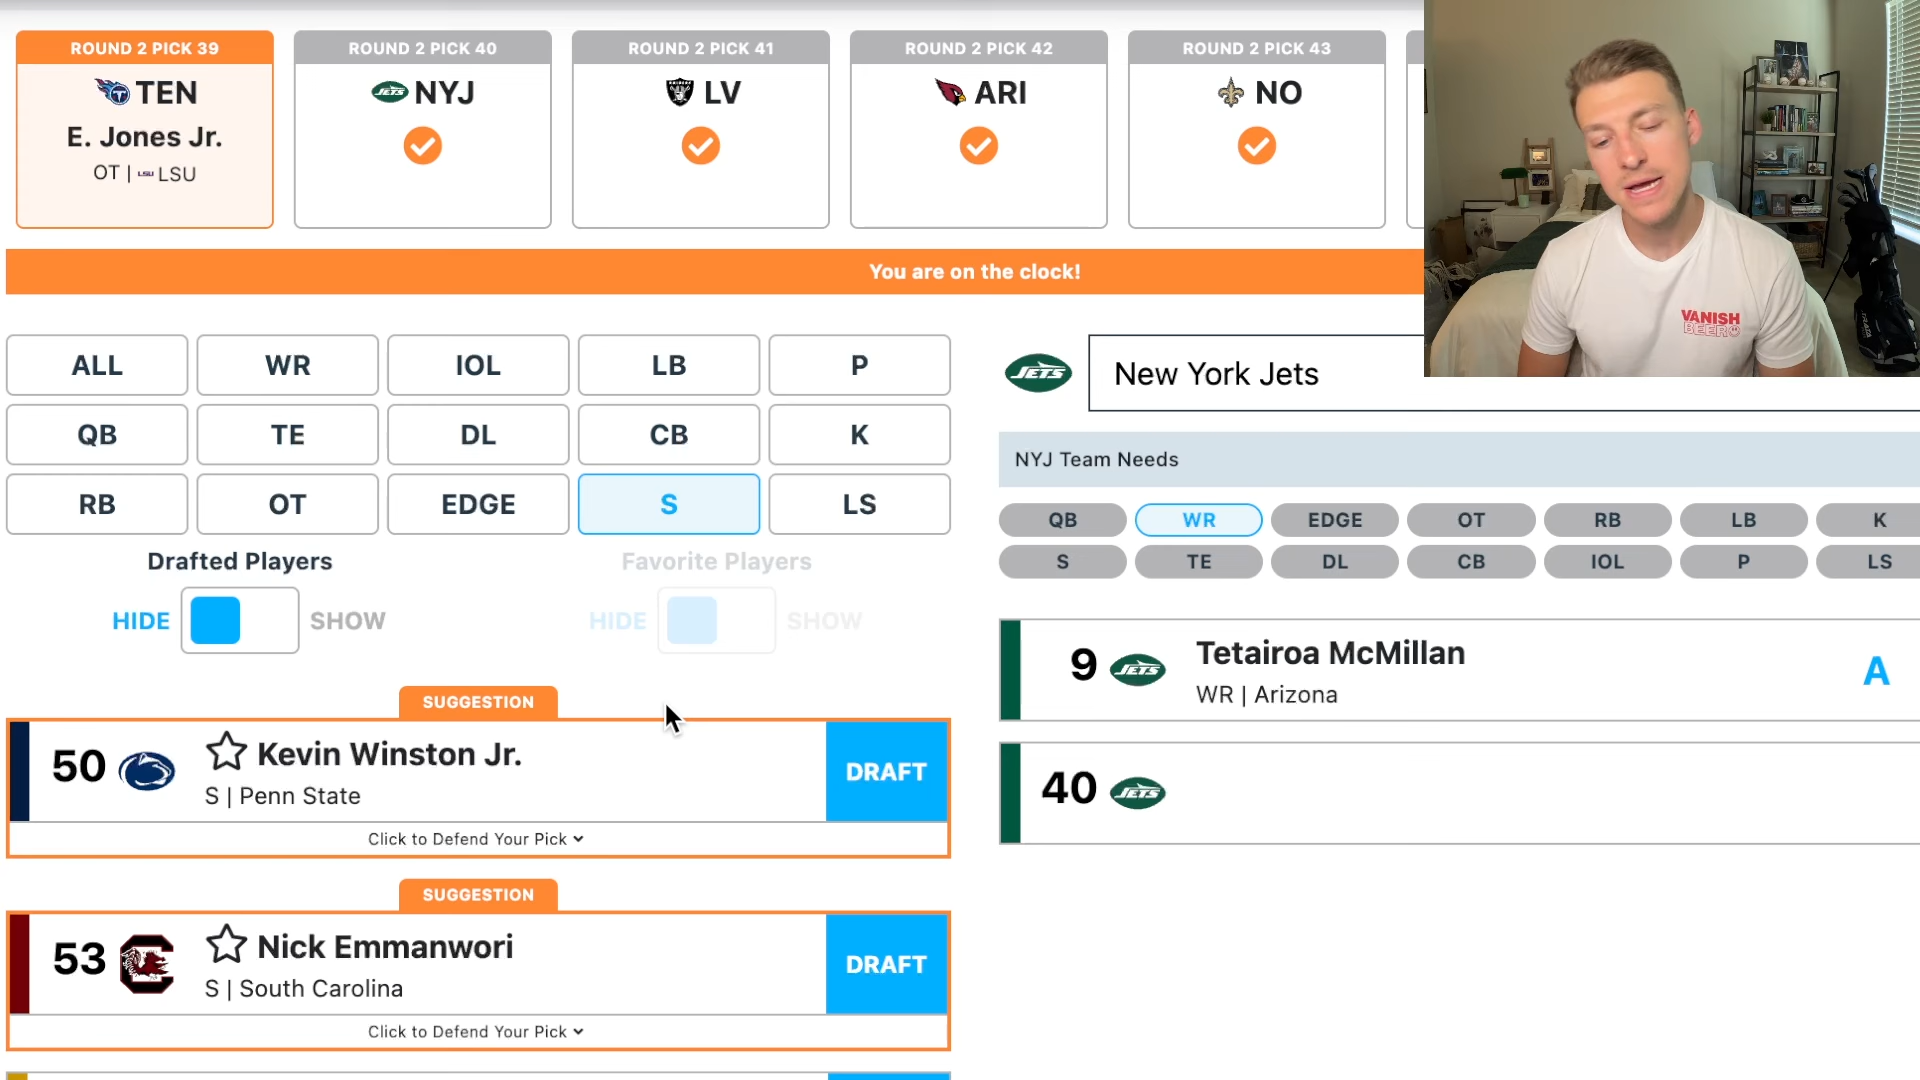 ROUND 2 PICK 39
TEN
E. Jones Jr.
OT | LSU LSU
ROUND 2 PICK 40
JETS NYJ
ROUND 2 PICK 41
LV
ROUND 2 PICK 42
ARI
ROUND 2 PICK 43
NO
You are on the clock!
VANISH
BEER
ALL WR IOL LB P
QB TE DL CB K
RB OT EDGE S LS
Drafted Players
HIDE SHOW
Favorite Players
HIDE SHOW
SUGGESTION
50 Kevin Winston Jr.
S | Penn State
DRAFT
Click to Defend Your Pick
SUGGESTION
53 Nick Emmanwori
S | South Carolina
DRAFT
Click to Defend Your Pick
JETS New York Jets
NYJ Team Needs
QB WR EDGE OT RB LB K
S TE DL CB IOL P LS
9 JETS Tetairoa McMillan
WR | Arizona
A
40 JETS